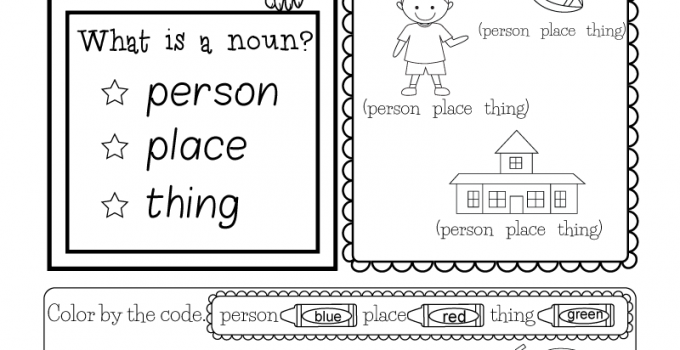 What is a noun?
person
place
thing
(person place thing)
(person place thing)
(person place thing)
Color by the code. person blue place red thing green